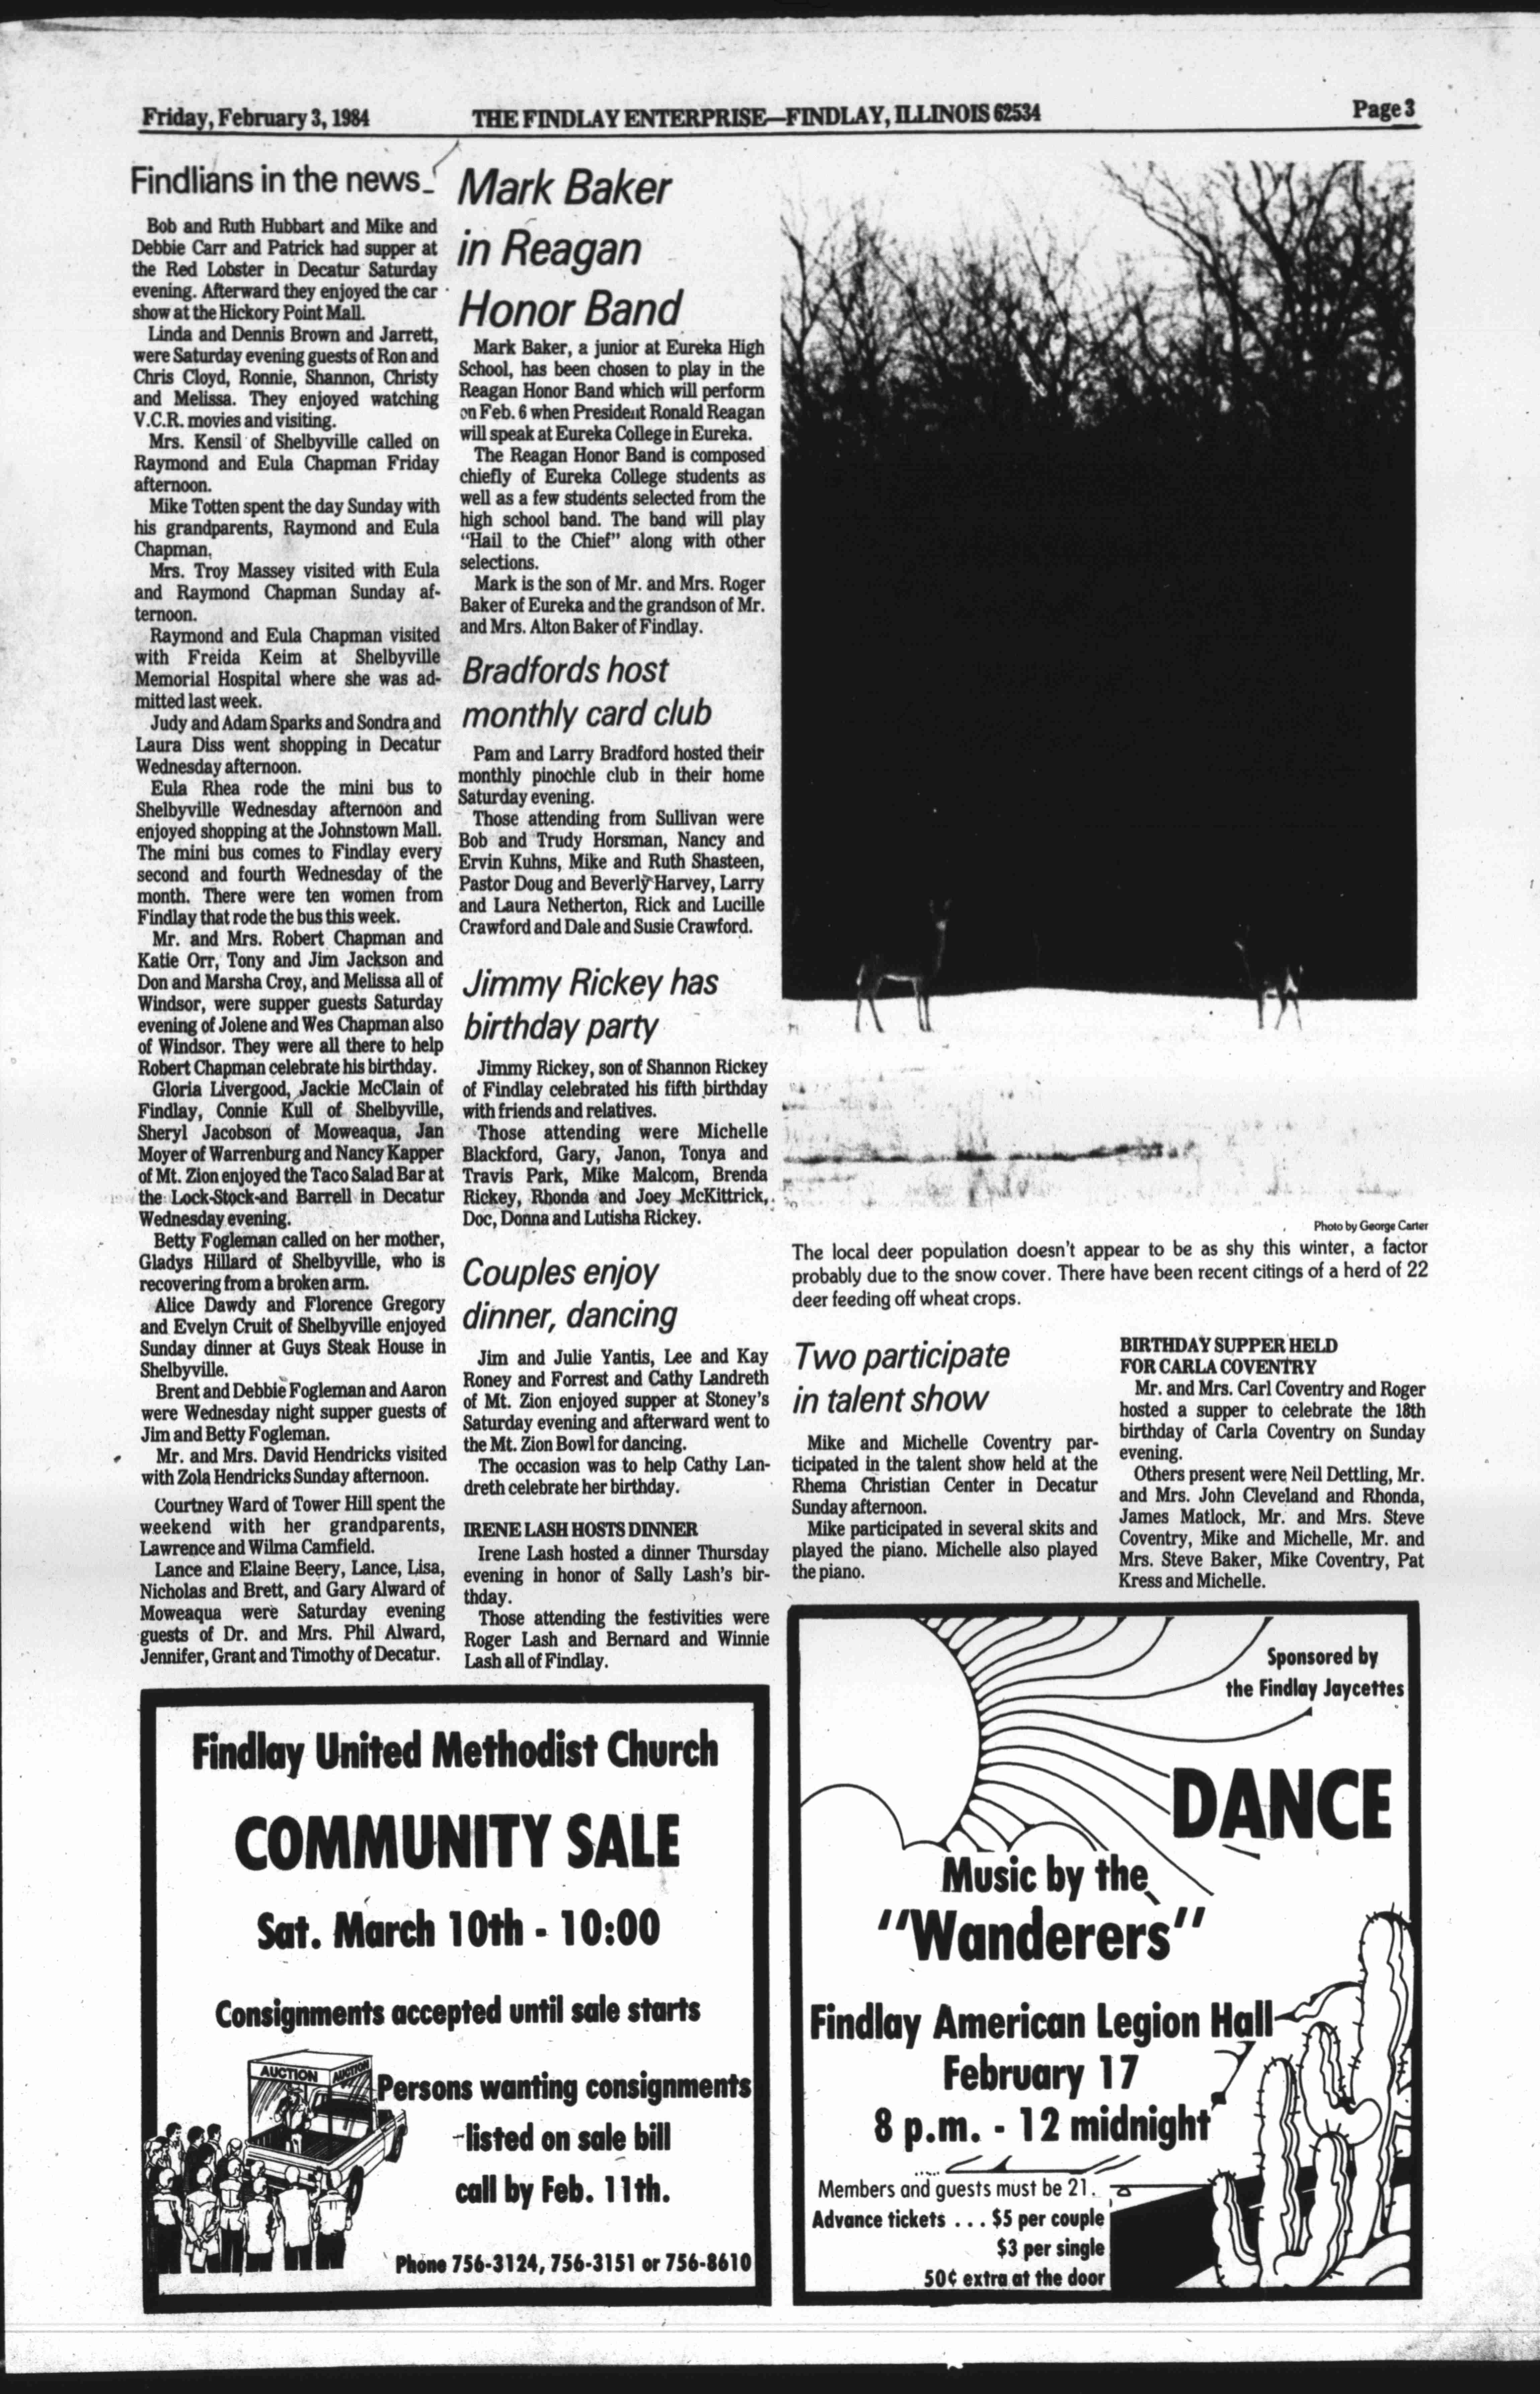 Friday, February 3, 1984
THE FINDLAY ENTERPRISE—FINDLAY, ILLINOIS 62534
Page 3
Findlians in the news
Bob and Ruth Hubbart and Mike and
Debbie Carr and Patrick had supper at
the Red Lobster in Decatur Saturday
evening. Afterward they enjoyed the car
show at the Hickory Point Mall.
Linda and Dennis Brown and Jarrett,
were Saturday evening guests of Ron and
Chris Cloyd, Ronnie, Shannon, Christy
and Melissa. They enjoyed watching
V.C.R. movies and visiting.
Mrs. Kensil of Shelbyville called on
Raymond and Eula Chapman Friday
afternoon.
Mike Totten spent the day Sunday with
his grandparents, Raymond and Eula
Chapman.
Mrs. Troy Massey visited with Eula
and Raymond Chapman Sunday af-
ternoon.
Raymond and Eula Chapman visited
with Freida Keim at Shelbyville
Memorial Hospital where she was ad-
mitted last week.
Judy and Adam Sparks and Sondra and
Laura Diss went shopping in Decatur
Wednesday afternoon.
Eula Rhea rode the mini bus to
Shelbyville Wednesday afternoon and
enjoyed shopping at the Johnstown Mall.
The mini bus comes to Findlay every
second and fourth Wednesday of the
month. There were ten women from
Findlay that rode the bus this week.
Mr. and Mrs. Robert Chapman and
Katie Orr, Tony and Jim Jackson and
Don and Marsha Croy, and Melissa all of
Windsor, were supper guests Saturday
evening of Jolene and Wes Chapman also
of Windsor. They were all there to help
Robert Chapman celebrate his birthday.
Gloria Livergood, Jackie McClain of
Findlay, Connie Kull of Shelbyville,
Sheryl Jacobson of Moweaqua, Jan
Moyer of Warrenburg and Nancy Kapper
of Mt. Zion enjoyed the Taco Salad Bar at
the Lock-Stock-and Barrell in Decatur
Wednesday evening.
Betty Fogleman called on her mother,
Gladys Hillard of Shelbyville, who is
recovering from a broken arm.
Alice Dawdy and Florence Gregory
and Evelyn Cruit of Shelbyville enjoyed
Sunday dinner at Guys Steak House in
Shelbyville.
Brent and Debbie Fogleman and Aaron
were Wednesday night supper guests of
Jim and Betty Fogleman.
Mr. and Mrs. David Hendricks visited
with Zola Hendricks Sunday afternoon.
Courtney Ward of Tower Hill spent the
weekend with her grandparents,
Lawrence and Wilma Camfield.
Lance and Elaine Beery, Lance, Lisa,
Nicholas and Brett, and Gary Alward of
Moweaqua were Saturday evening
guests of Dr. and Mrs. Phil Alward,
Jennifer, Grant and Timothy of Decatur.
Mark Baker
in Reagan
Honor Band
Mark Baker, a junior at Eureka High
School, has been chosen to play in the
Reagan Honor Band which will perform
on Feb. 6 when President Ronald Reagan
will speak at Eureka College in Eureka.
The Reagan Honor Band is composed
chiefly of Eureka College students as
well as a few students selected from the
high school band. The band will play
"Hail to the Chief" along with other
selections.
Mark is the son of Mr. and Mrs. Roger
Baker of Eureka and the grandson of Mr.
and Mrs. Alton Baker of Findlay.
Bradfords host
monthly card club
Pam and Larry Bradford hosted their
monthly pinochle club in their home
Saturday evening.
Those attending from Sullivan were
Bob and Trudy Horsman, Nancy and
Ervin Kuhns, Mike and Ruth Shasteen,
Pastor Doug and Beverly Harvey, Larry
and Laura Netherton, Rick and Lucille
Crawford and Dale and Susie Crawford.
Jimmy Rickey has
birthday party
Jimmy Rickey, son of Shannon Rickey
of Findlay celebrated his fifth birthday
with friends and relatives.
Those attending were Michelle
Blackford, Gary, Janon, Tonya and
Travis Park, Mike Malcom, Brenda
Rickey, Rhonda and Joey McKittrick,
Doc, Donna and Lutisha Rickey.
Couples enjoy
dinner, dancing
Jim and Julie Yantis, Lee and Kay
Roney and Forrest and Cathy Landreth
of Mt. Zion enjoyed supper at Stoney's
Saturday evening and afterward went to
the Mt. Zion Bowl for dancing.
The occasion was to help Cathy Lan-
dreth celebrate her birthday.
IRENE LASH HOSTS DINNER
Irene Lash hosted a dinner Thursday
evening in honor of Sally Lash's bir-
thday.
Those attending the festivities were
Roger Lash and Bernard and Winnie
Lash all of Findlay.
Photo by George Carter
The local deer population doesn't appear to be as shy this winter, a factor
probably due to the snow cover. There have been recent citings of a herd of 22
deer feeding off wheat crops.
Two participate
in talent show
Mike and Michelle Coventry par-
ticipated in the talent show held at the
Rhema Christian Center in Decatur
Sunday afternoon.
Mike participated in several skits and
played the piano. Michelle also played
the piano.
BIRTHDAY SUPPER HELD
FOR CARLA COVENTRY
Mr. and Mrs. Carl Coventry and Roger
hosted a supper to celebrate the 18th
birthday of Carla Coventry on Sunday
evening.
Others present were Neil Dettling, Mr.
and Mrs. John Cleveland and Rhonda,
James Matlock, Mr. and Mrs. Steve
Coventry, Mike and Michelle, Mr. and
Mrs. Steve Baker, Mike Coventry, Pat
Kress and Michelle.
Findlay United Methodist Church
COMMUNITY SALE
Sat. March 10th - 10:00
Consignments accepted until sale starts
AUCTION AUCTION
Persons wanting consignments
listed on sale bill
call by Feb. 11th.
Phone 756-3124, 756-3151 or 756-8610
Sponsored by
the Findlay Jaycettes
DANCE
Music by the
"Wanderers"
Findlay American Legion Hall
February 17
8 p.m. - 12 midnight
Members and guests must be 21.
Advance tickets . . . $5 per couple
$3 per single
50¢ extra at the door